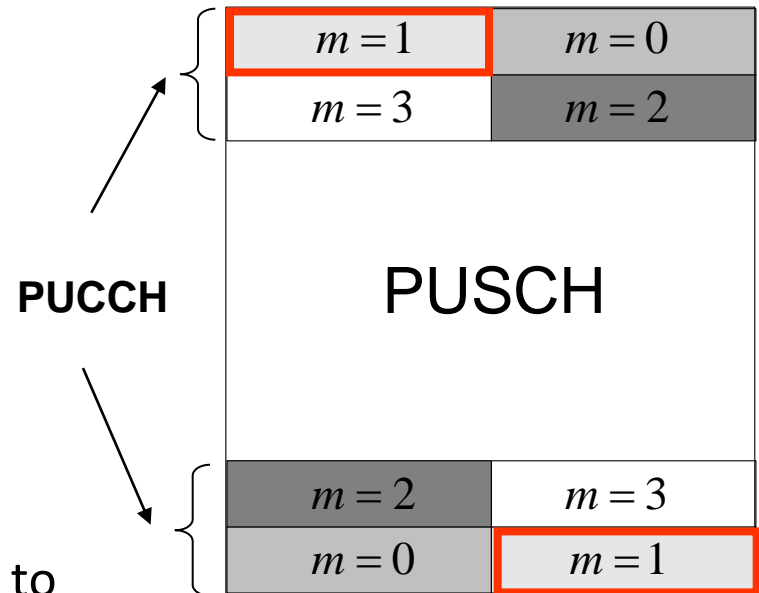 m = 1 m = 0
m = 3 m = 2
PUCCH PUSCH
m = 2 m = 3
m = 0 m = 1
to